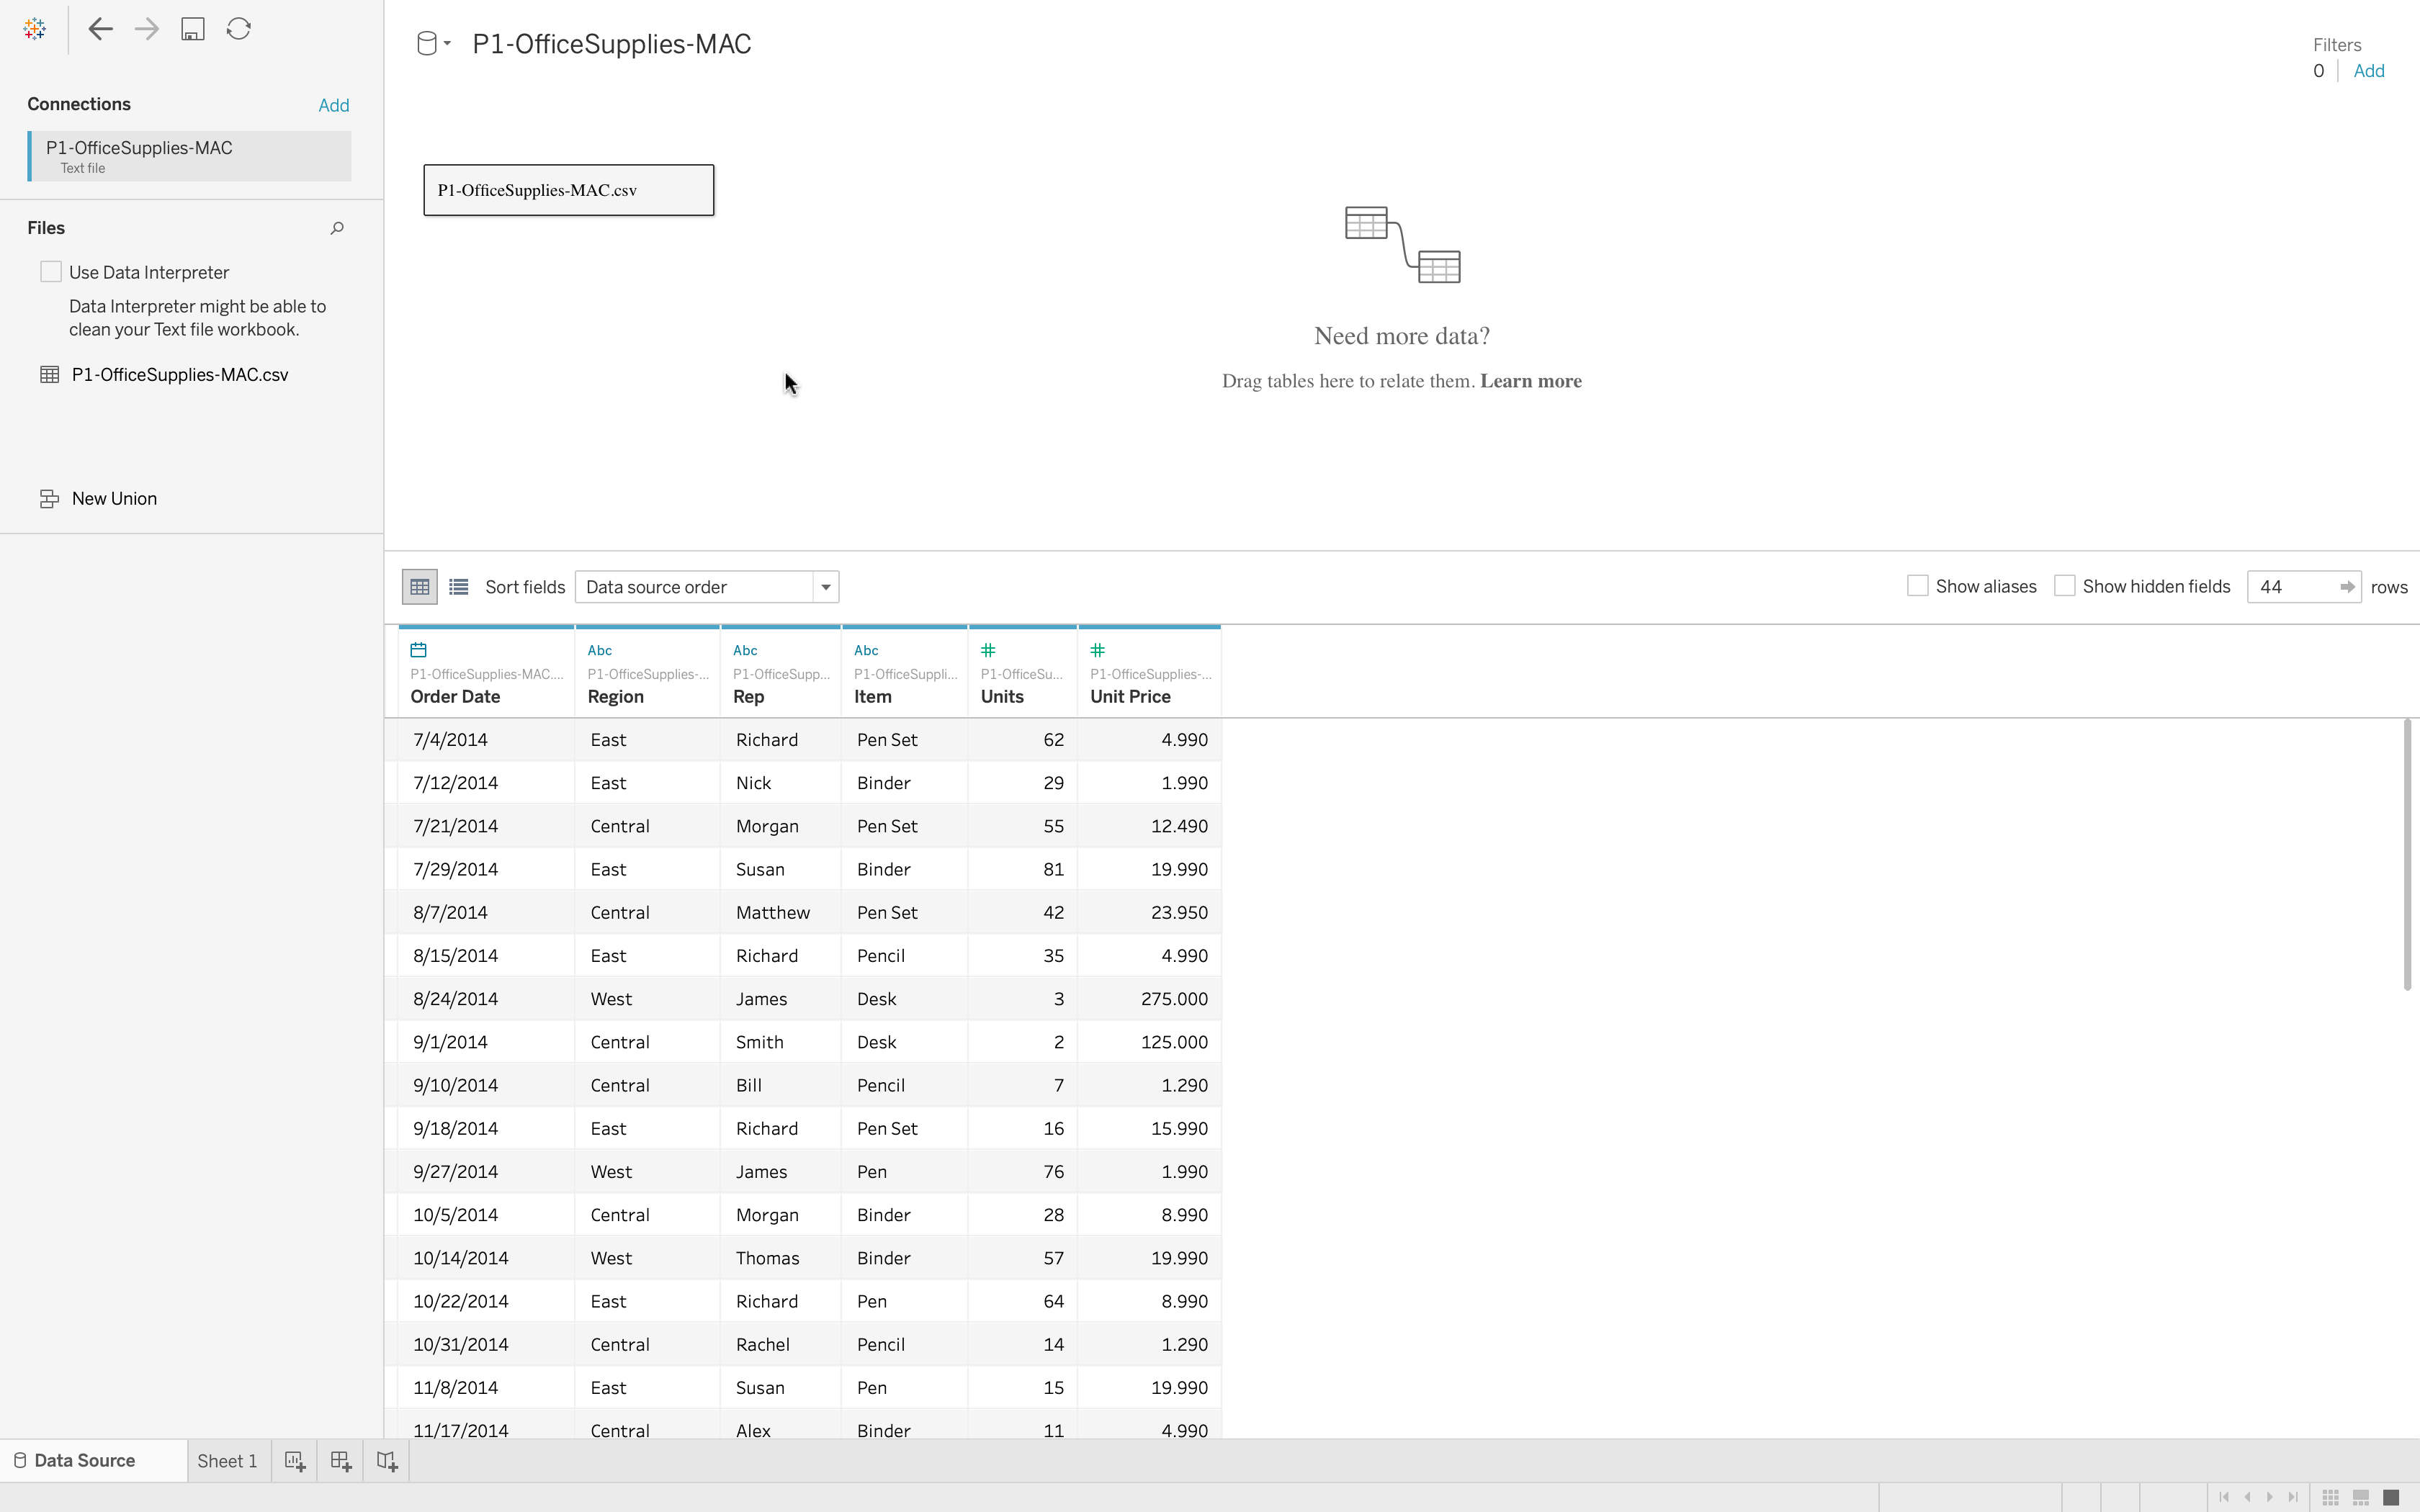 P1-OfficeSupplies-MAC
Filters
0 Add
Connections Add
P1-OfficeSupplies-MAC
Text file
P1-OfficeSupplies-MAC.csv
Files
Use Data Interpreter
Data Interpreter might be able to
clean your Text file workbook.
P1-OfficeSupplies-MAC.csv
New Union
Need more data?
Drag tables here to relate them. Learn more
Sort fields Data source order Show aliases Show hidden fields 44 rows
Abc Abc Abc
P1-OfficeSupplies-MAC.... P1-OfficeSupplies-... P1-OfficeSupp... P1-OfficeSuppli... P1-OfficeSu... P1-OfficeSupplies-...
Order Date Region Rep Item Units Unit Price
7/4/2014 East Richard Pen Set 62 4.990
7/12/2014 East Nick Binder 29 1.990
7/21/2014 Central Morgan Pen Set 55 12.490
7/29/2014 East Susan Binder 81 19.990
8/7/2014 Central Matthew Pen Set 42 23.950
8/15/2014 East Richard Pencil 35 4.990
8/24/2014 West James Desk 3 275.000
9/1/2014 Central Smith Desk 2 125.000
9/10/2014 Central Bill Pencil 7 1.290
9/18/2014 East Richard Pen Set 16 15.990
9/27/2014 West James Pen 76 1.990
10/5/2014 Central Morgan Binder 28 8.990
10/14/2014 West Thomas Binder 57 19.990
10/22/2014 East Richard Pen 64 8.990
10/31/2014 Central Rachel Pencil 14 1.290
11/8/2014 East Susan Pen 15 19.990
11/17/2014 Central Alex Binder 11 4.990
Data Source Sheet 1